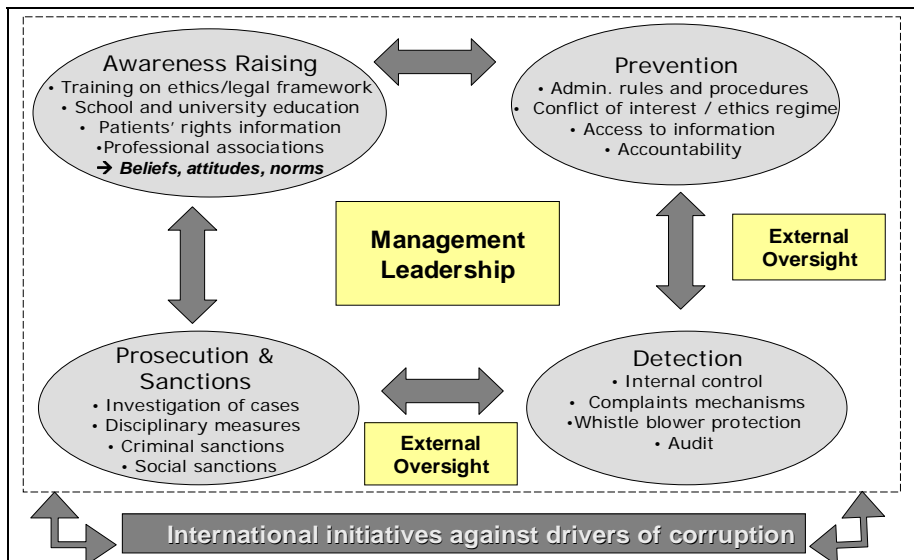 Awareness Raising
• Training on ethics/legal framework
• School and university education
• Patients' rights information
•Professional associations
→ Beliefs, attitudes, norms
Prevention
• Admin. rules and procedures
• Conflict of interest / ethics regime
• Access to information
• Accountability
Management
Leadership
External
Oversight
Prosecution &
Sanctions
• Investigation of cases
• Disciplinary measures
• Criminal sanctions
• Social sanctions
External
Oversight
Detection
• Internal control
• Complaints mechanisms
•Whistle blower protection
• Audit
International initiatives against drivers of corruption